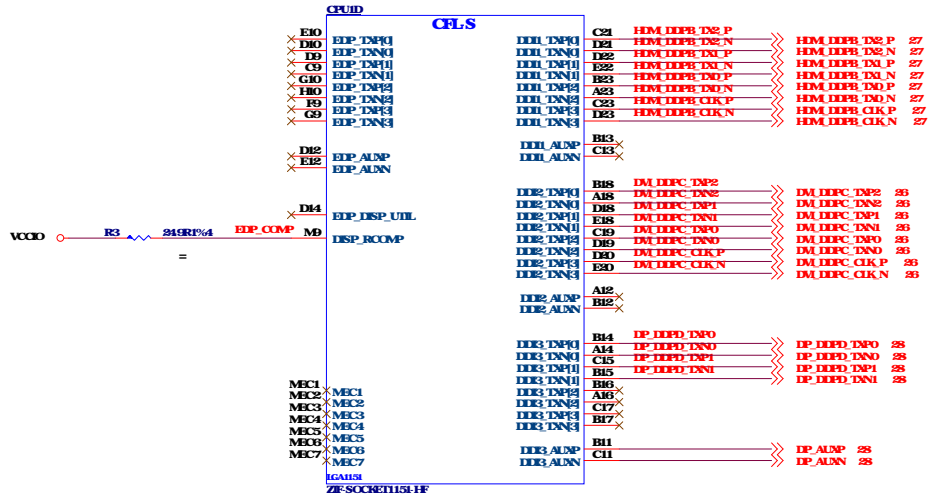 CPU1D
CFL S
E10 EDP_TXP[0]
D10 EDP_TXN[0]
D9 EDP_TXP[1]
C9 EDP_TXN[1]
G10 EDP_TXP[2]
H10 EDP_TXN[2]
F9 EDP_TXP[3]
G9 EDP_TXN[3]
D12 EDP_AUXP
E12 EDP_AUXN
D14 EDP_DISP_UTIL
VCCIO R3 249R1%4 EDP_COMP M9 DISP_RCOMP
=
MEC1 MEC1
MEC2 MEC2
MEC3 MEC3
MEC4 MEC4
MEC5 MEC5
MEC6 MEC6
MEC7 MEC7
LGA1151
ZIF-SOCKET1151-HF
DDI1_TXP[0] C21 HDMI_DDPB_TX2_P HDMI_DDPB_TX2_P 27
DDI1_TXN[0] D21 HDMI_DDPB_TX2_N HDMI_DDPB_TX2_N 27
DDI1_TXP[1] D22 HDMI_DDPB_TX1_P HDMI_DDPB_TX1_P 27
DDI1_TXN[1] E22 HDMI_DDPB_TX1_N HDMI_DDPB_TX1_N 27
DDI1_TXP[2] B23 HDMI_DDPB_TX0_P HDMI_DDPB_TX0_P 27
DDI1_TXN[2] A23 HDMI_DDPB_TX0_N HDMI_DDPB_TX0_N 27
DDI1_TXP[3] C23 HDMI_DDPB_CLK_P HDMI_DDPB_CLK_P 27
DDI1_TXN[3] D23 HDMI_DDPB_CLK_N HDMI_DDPB_CLK_N 27
DDI1_AUXP B13
DDI1_AUXN C13
DDI2_TXP[0] B18 DVI_DDPC_TXP2 DVI_DDPC_TXP2 26
DDI2_TXN[0] A18 DVI_DDPC_TXN2 DVI_DDPC_TXN2 26
DDI2_TXP[1] D18 DVI_DDPC_TXP1 DVI_DDPC_TXP1 26
DDI2_TXN[1] E18 DVI_DDPC_TXN1 DVI_DDPC_TXN1 26
DDI2_TXP[2] C19 DVI_DDPC_TXP0 DVI_DDPC_TXP0 26
DDI2_TXN[2] D19 DVI_DDPC_TXN0 DVI_DDPC_TXN0 26
DDI2_TXP[3] D20 DVI_DDPC_CLK_P DVI_DDPC_CLK_P 26
DDI2_TXN[3] E20 DVI_DDPC_CLK_N DVI_DDPC_CLK_N 26
DDI2_AUXP A12
DDI2_AUXN B12
DDI3_TXP[0] B14 DP_DDPD_TXP0 DP_DDPD_TXP0 28
DDI3_TXN[0] A14 DP_DDPD_TXN0 DP_DDPD_TXN0 28
DDI3_TXP[1] C15 DP_DDPD_TXP1 DP_DDPD_TXP1 28
DDI3_TXN[1] B15 DP_DDPD_TXN1 DP_DDPD_TXN1 28
DDI3_TXP[2] B16
DDI3_TXN[2] A16
DDI3_TXP[3] C17
DDI3_TXN[3] B17
DDI3_AUXP B11 DP_AUXP 28
DDI3_AUXN C11 DP_AUXN 28